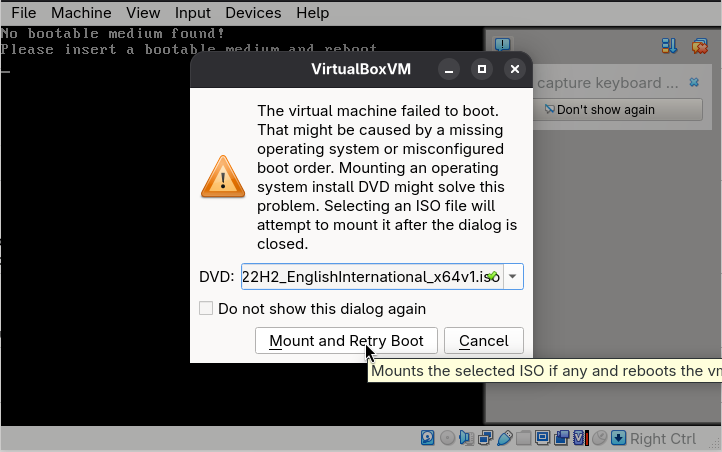 File Machine View Input Devices Help
No bootable medium found!
Please insert a bootable medium and reboot
VirtualBoxVM
capture keyboard ...
Don't show again
The virtual machine failed to boot.
That might be caused by a missing
operating system or misconfigured
boot order. Mounting an operating
system install DVD might solve this
problem. Selecting an ISO file will
attempt to mount it after the dialog is
closed.
DVD: 22H2_EnglishInternational_x64v1.iso
Do not show this dialog again
Mount and Retry Boot Cancel
Mounts the selected ISO if any and reboots the vm
Right Ctrl